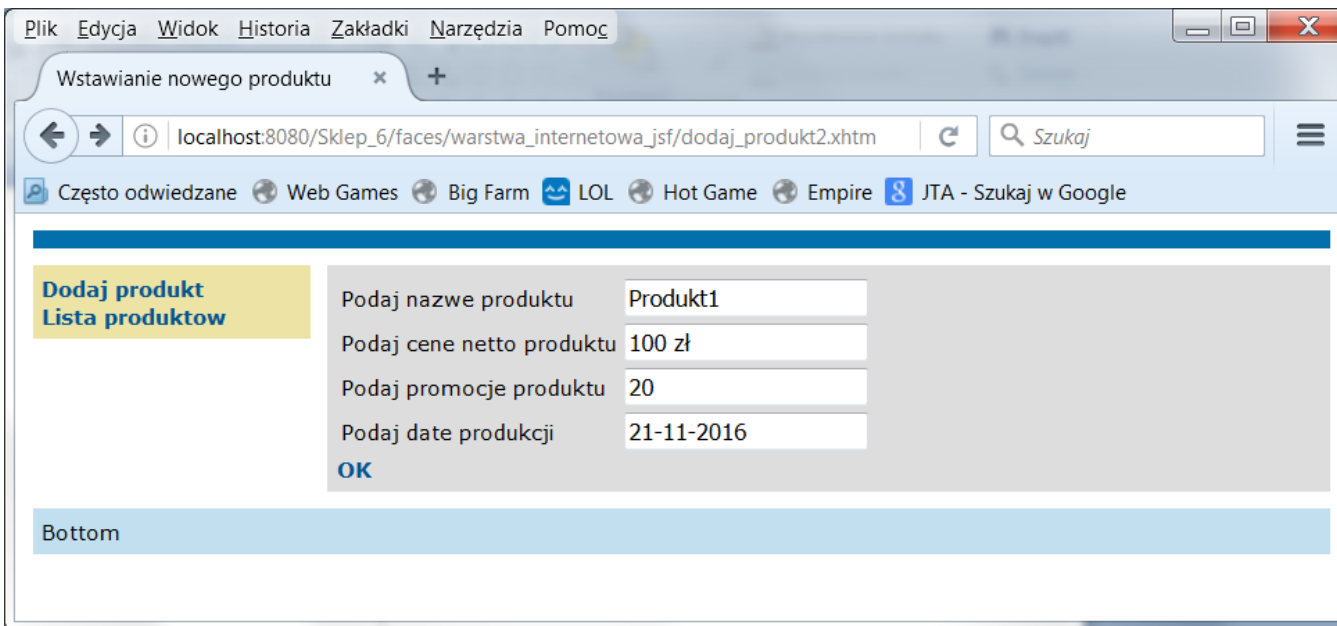 Plik Edycja Widok Historia Zakładki Narzędzia Pomoc
Wstawianie nowego produktu
localhost:8080/Sklep_6/faces/warstwa_internetowa_jsf/dodaj_produkt2.xhtm
Szukaj
Często odwiedzane Web Games Big Farm LOL Hot Game Empire JTA - Szukaj w Google
Dodaj produkt
Lista produktow
Podaj nazwe produktu Produkt1
Podaj cene netto produktu 100 zł
Podaj promocje produktu 20
Podaj date produkcji 21-11-2016
OK
Bottom